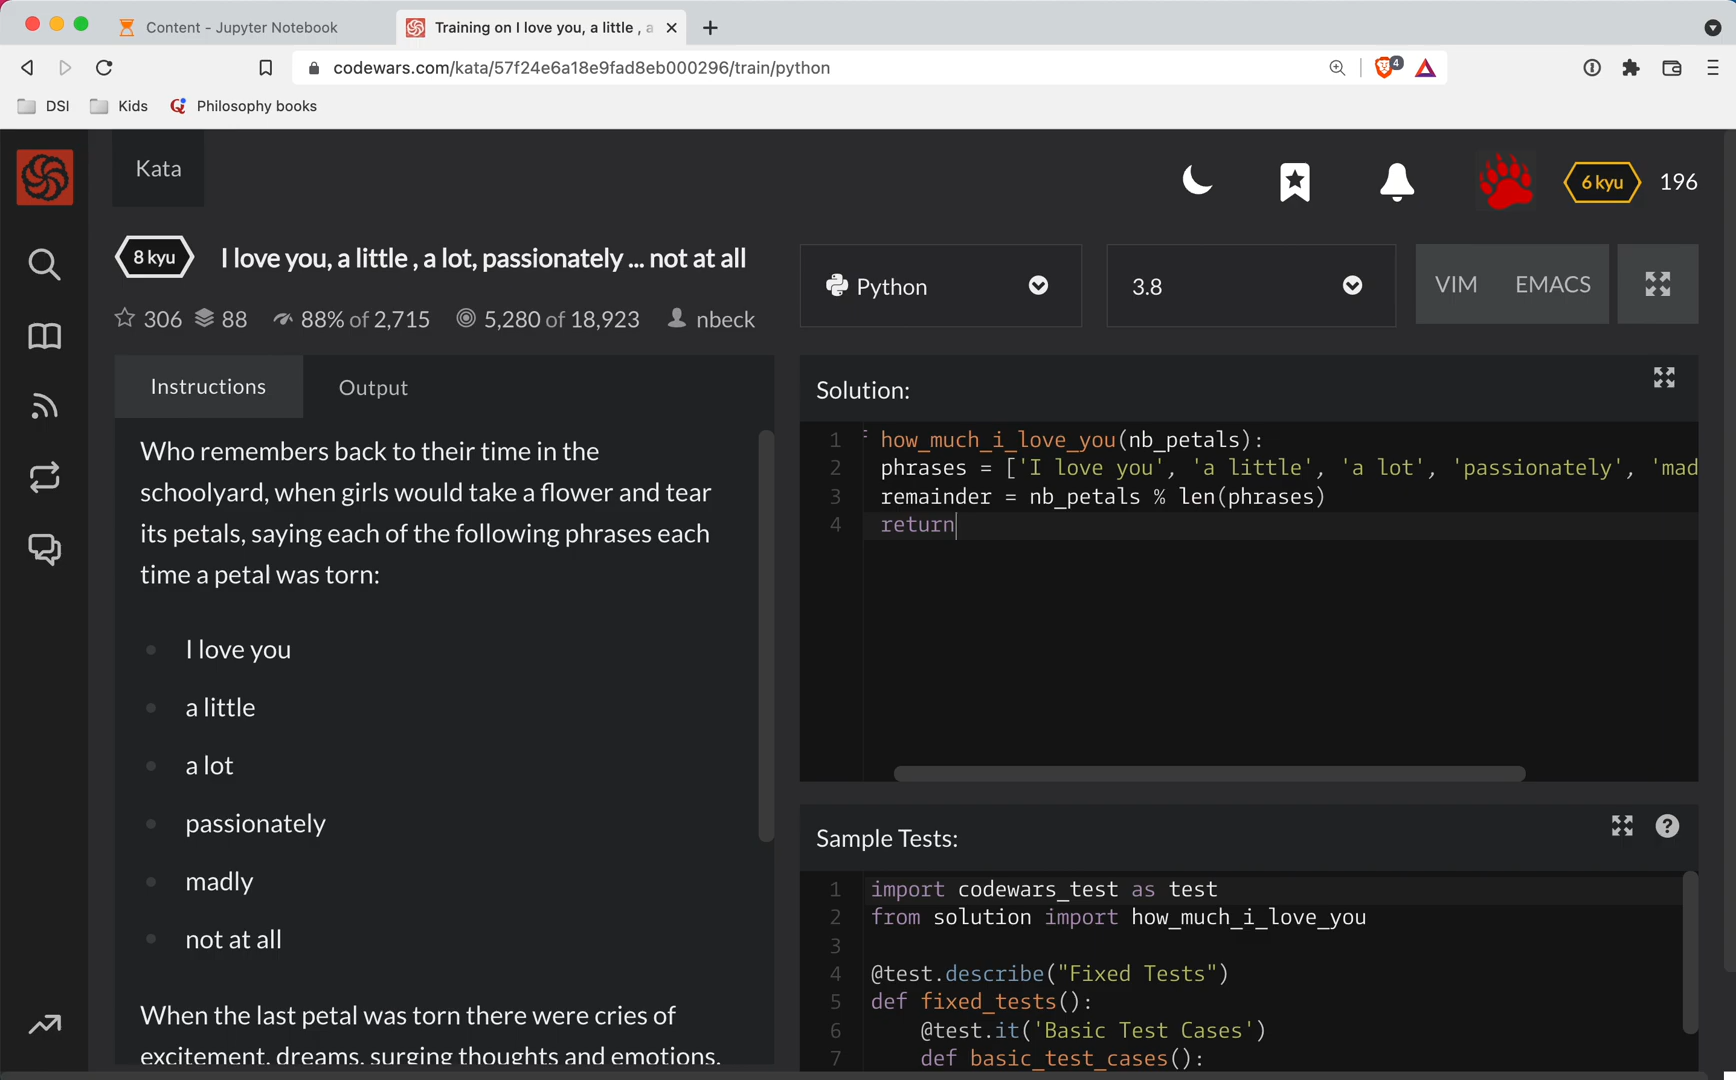 Content - Jupyter Notebook
Training on I love you, a little , a
codewars.com/kata/57f24e6a18e9fad8eb000296/train/python
4
DSI
Kids
Philosophy books
Kata
6 kyu
196
8 kyu
I love you, a little , a lot, passionately ... not at all
306
88
88% of 2,715
5,280 of 18,923
nbeck
Python
3.8
VIM
EMACS
Instructions
Output
Who remembers back to their time in the
schoolyard, when girls would take a flower and tear
its petals, saying each of the following phrases each
time a petal was torn:
I love you
a little
a lot
passionately
madly
not at all
When the last petal was torn there were cries of
excitement, dreams, surging thoughts and emotions.
Solution:
1 how_much_i_love_you(nb_petals):
2 phrases = ['I love you', 'a little', 'a lot', 'passionately', 'mad
3 remainder = nb_petals % len(phrases)
4 return
Sample Tests:
1 import codewars_test as test
2 from solution import how_much_i_love_you
3
4 @test.describe("Fixed Tests")
5 def fixed_tests():
6 @test.it('Basic Test Cases')
7 def basic_test_cases():